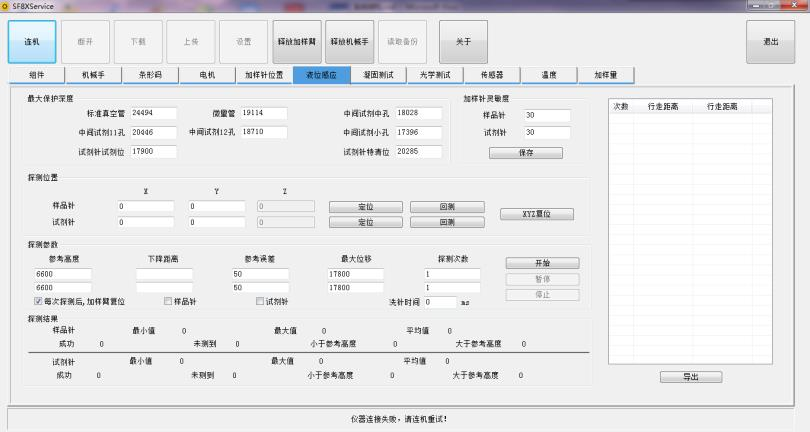 SF8XService
连机 断开 下载 上传 设置 释放加样臂 释放机械手 读取备份 关于 退出
组件 机械手 条形码 电机 加样针位置 液位感应 凝固测试 光学测试 传感器 温度 加样量
最大保护深度
标准真空管 24494 微量管 19114 中间试剂中孔 18028
中间试剂11孔 20446 中间试剂12孔 18710 中间试剂小孔 17396
试剂针试剂位 17900 试剂针特清位 20285
加样针灵敏度
样品针 30
试剂针 30
保存
次数 行走距离 行走距离
探测位置
X Y Z
样品针 0 0 0 定位 回测
试剂针 0 0 0 定位 回测
XYZ复位
探测参数
参考高度 下降距离 参考误差 最大位移 探测次数
6600 50 17800 1
6600 50 17800 1
开始
暂停
停止
每次探测后,加样臂复位 样品针 试剂针 洗针时间 0 ms
探测结果
样品针 最小值 0 最大值 0 平均值 0
成功 0 未测到 0 小于参考高度 0 大于参考高度 0
试剂针 最小值 0 最大值 0 平均值 0
成功 0 未测到 0 小于参考高度 0 大于参考高度 0
导出
仪器连接失败,请连机重试!